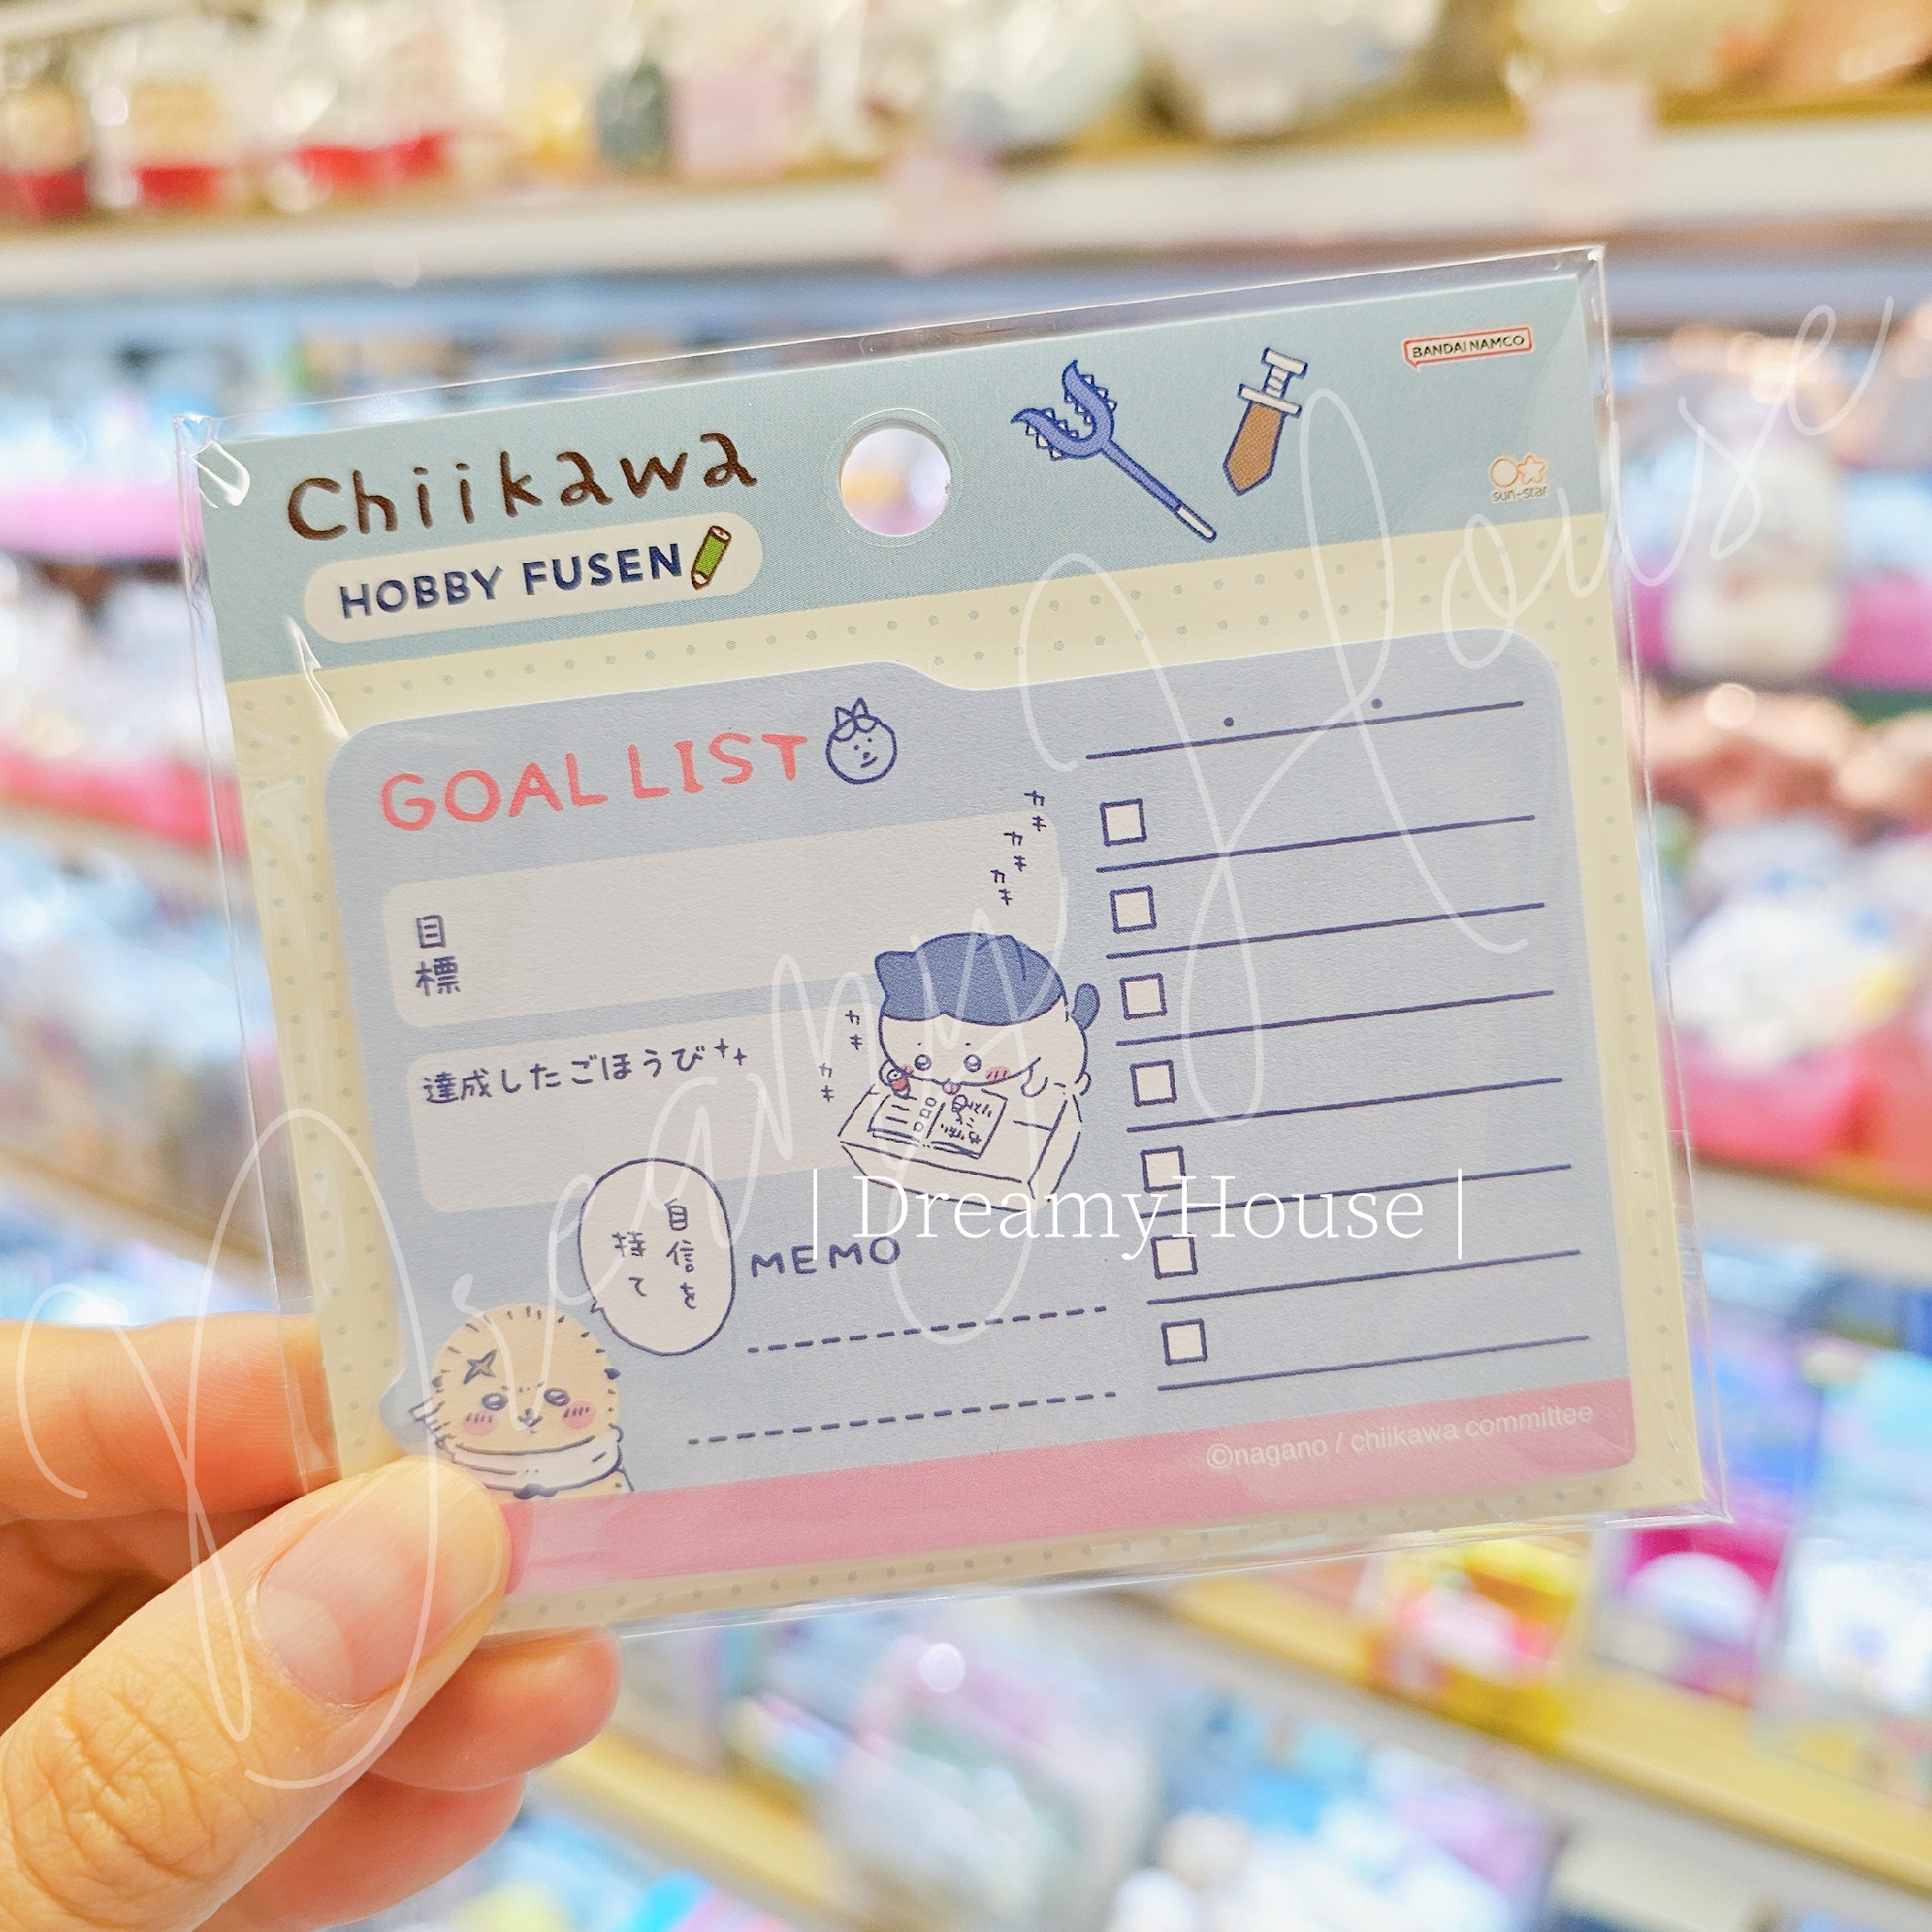 Chiikawa
HOBBY FUSEN
BANDAI NAMCO
sun-star
GOAL LIST
カキ
カキ
カキ
目標
カキ
カキ
達成したごほうび
自信を
持て
MEMO
©nagano / chiikawa committee
Dreamy House
| DreamyHouse |